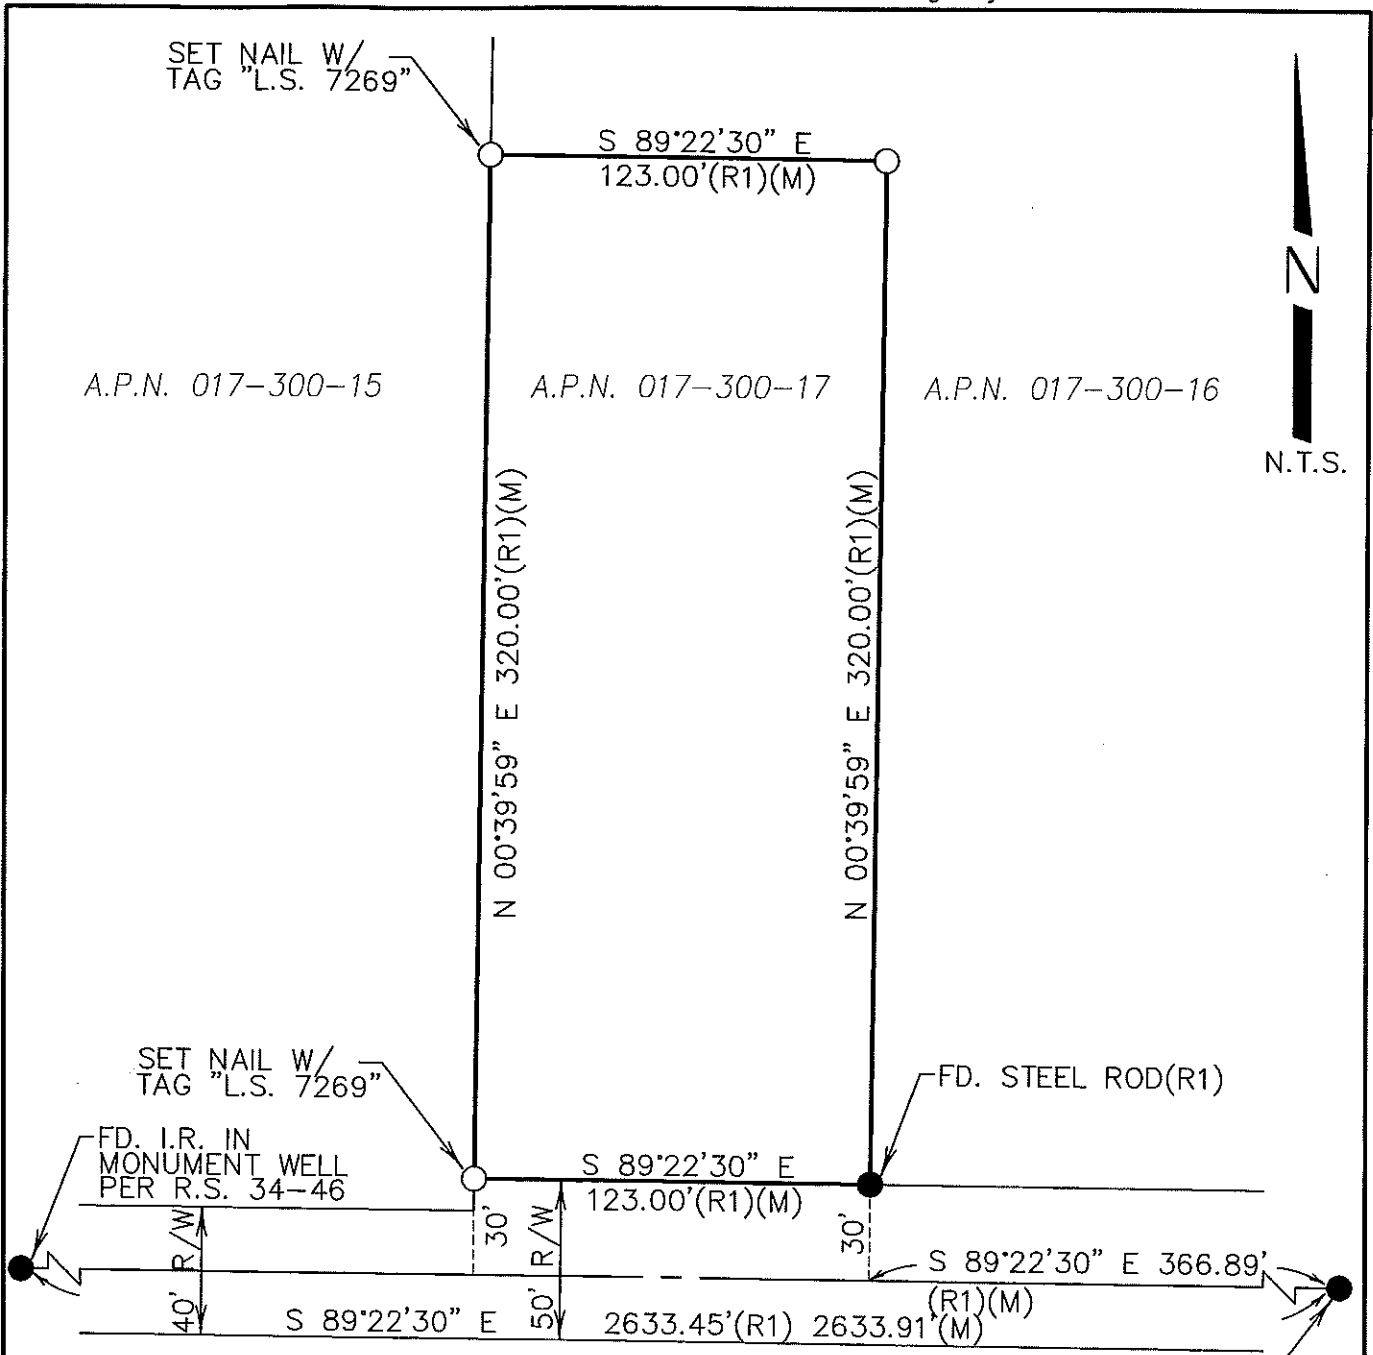 SET NAIL W/
TAG "L.S. 7269"
S 89°22'30" E
123.00'(R1)(M)
N
N.T.S.
A.P.N. 017-300-15
A.P.N. 017-300-17
A.P.N. 017-300-16
N 00°39'59" E 320.00'(R1)(M)
N 00°39'59" E 320.00'(R1)(M)
SET NAIL W/
TAG "L.S. 7269"
FD. STEEL ROD(R1)
FD. I.R. IN
MONUMENT WELL
PER R.S. 34-46
S 89°22'30" E
123.00'(R1)(M)
40' R/W
30'
50' R/W
30'
S 89°22'30" E 366.89'
(R1)(M)
S 89°22'30" E 2633.45'(R1) 2633.91'(M)